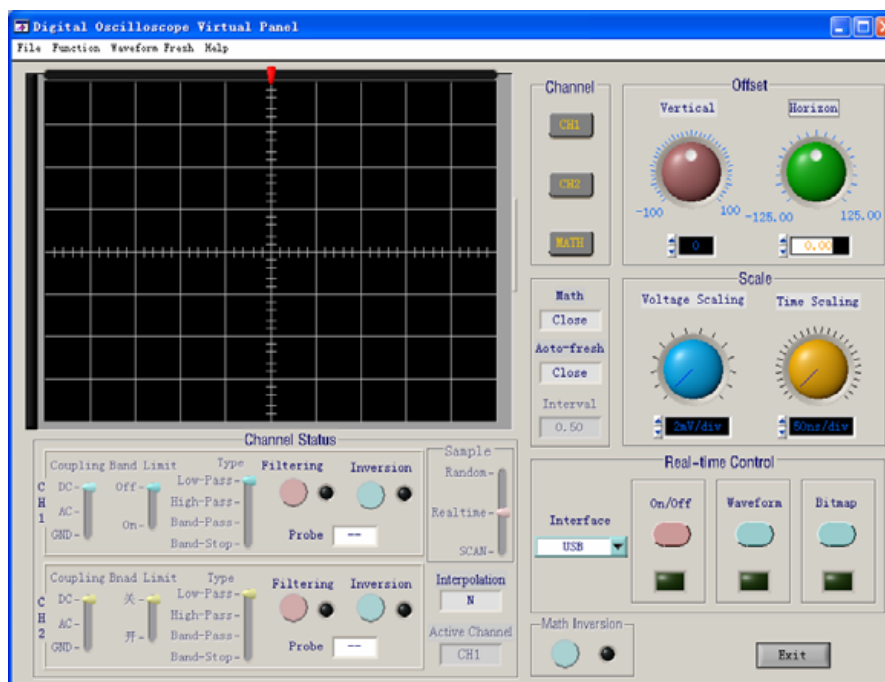 Digital Oscilloscope Virtual Panel
File Function Waveform Fresh Help
Channel
CH1
CH2
MATH
Offset
Vertical
Horizon
-100
100
-125.00
125.00
0
0.00
Math
Close
Aoto-fresh
Close
Interval
0.50
Scale
Voltage Scaling
Time Scaling
2mV/div
50ns/div
Channel Status
CH1
Coupling
DC
AC
GND
Band Limit
Off
On
Type
Low-Pass
High-Pass
Band-Pass
Band-Stop
Filtering
Inversion
Probe
--
CH2
Coupling
DC
AC
GND
Bnad Limit
关
开
Type
Low-Pass
High-Pass
Band-Pass
Band-Stop
Filtering
Inversion
Probe
--
Sample
Random
Realtime
SCAN
Interpolation
N
Active Channel
CH1
Real-time Control
Interface
USB
On/Off
Waveform
Bitmap
Math Inversion
Exit